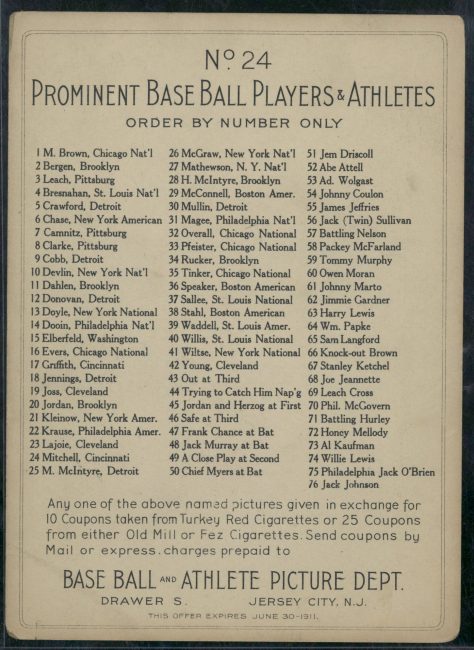 No. 24
PROMINENT BASE BALL PLAYERS & ATHLETES
ORDER BY NUMBER ONLY
1 M. Brown, Chicago Nat'l
2 Bergen, Brooklyn
3 Leach, Pittsburg
4 Bresnahan, St. Louis Nat'l
5 Crawford, Detroit
6 Chase, New York American
7 Camnitz, Pittsburg
8 Clarke, Pittsburg
9 Cobb, Detroit
10 Devlin, New York Nat'l
11 Dahlen, Brooklyn
12 Donovan, Detroit
13 Doyle, New York National
14 Dooin, Philadelphia Nat'l
15 Elberfeld, Washington
16 Evers, Chicago National
17 Griffith, Cincinnati
18 Jennings, Detroit
19 Joss, Cleveland
20 Jordan, Brooklyn
21 Kleinow, New York Amer.
22 Krause, Philadelphia Amer.
23 Lajoie, Cleveland
24 Mitchell, Cincinnati
25 M. McIntyre, Detroit
26 McGraw, New York Nat'l
27 Mathewson, N. Y. Nat'l
28 H. McIntyre, Brooklyn
29 McConnell, Boston Amer.
30 Mullin, Detroit
31 Magee, Philadelphia Nat'l
32 Overall, Chicago National
33 Pfeister, Chicago National
34 Rucker, Brooklyn
35 Tinker, Chicago National
36 Speaker, Boston American
37 Sallee, St. Louis National
38 Stahl, Boston American
39 Waddell, St. Louis Amer.
40 Willis, St. Louis National
41 Wiltse, New York National
42 Young, Cleveland
43 Out at Third
44 Trying to Catch Him Nap'g
45 Jordan and Herzog at First
46 Safe at Third
47 Frank Chance at Bat
48 Jack Murray at Bat
49 A Close Play at Second
50 Chief Myers at Bat
51 Jem Driscoll
52 Abe Attell
53 Ad. Wolgast
54 Johnny Coulon
55 James Jeffries
56 Jack (Twin) Sullivan
57 Battling Nelson
58 Packey McFarland
59 Tommy Murphy
60 Owen Moran
61 Johnny Marto
62 Jimmie Gardner
63 Harry Lewis
64 Wm. Papke
65 Sam Langford
66 Knock-out Brown
67 Stanley Ketchel
68 Joe Jeannette
69 Leach Cross
70 Phil. McGovern
71 Battling Hurley
72 Honey Mellody
73 Al Kaufman
74 Willie Lewis
75 Philadelphia Jack O'Brien
76 Jack Johnson
Any one of the above named pictures given in exchange for
10 Coupons taken from Turkey Red Cigarettes or 25 Coupons
from either Old Mill or Fez Cigarettes. Send coupons by
Mail or express. charges prepaid to
BASE BALL AND ATHLETE PICTURE DEPT.
DRAWER S. JERSEY CITY, N.J.
THIS OFFER EXPIRES JUNE 30-1911.